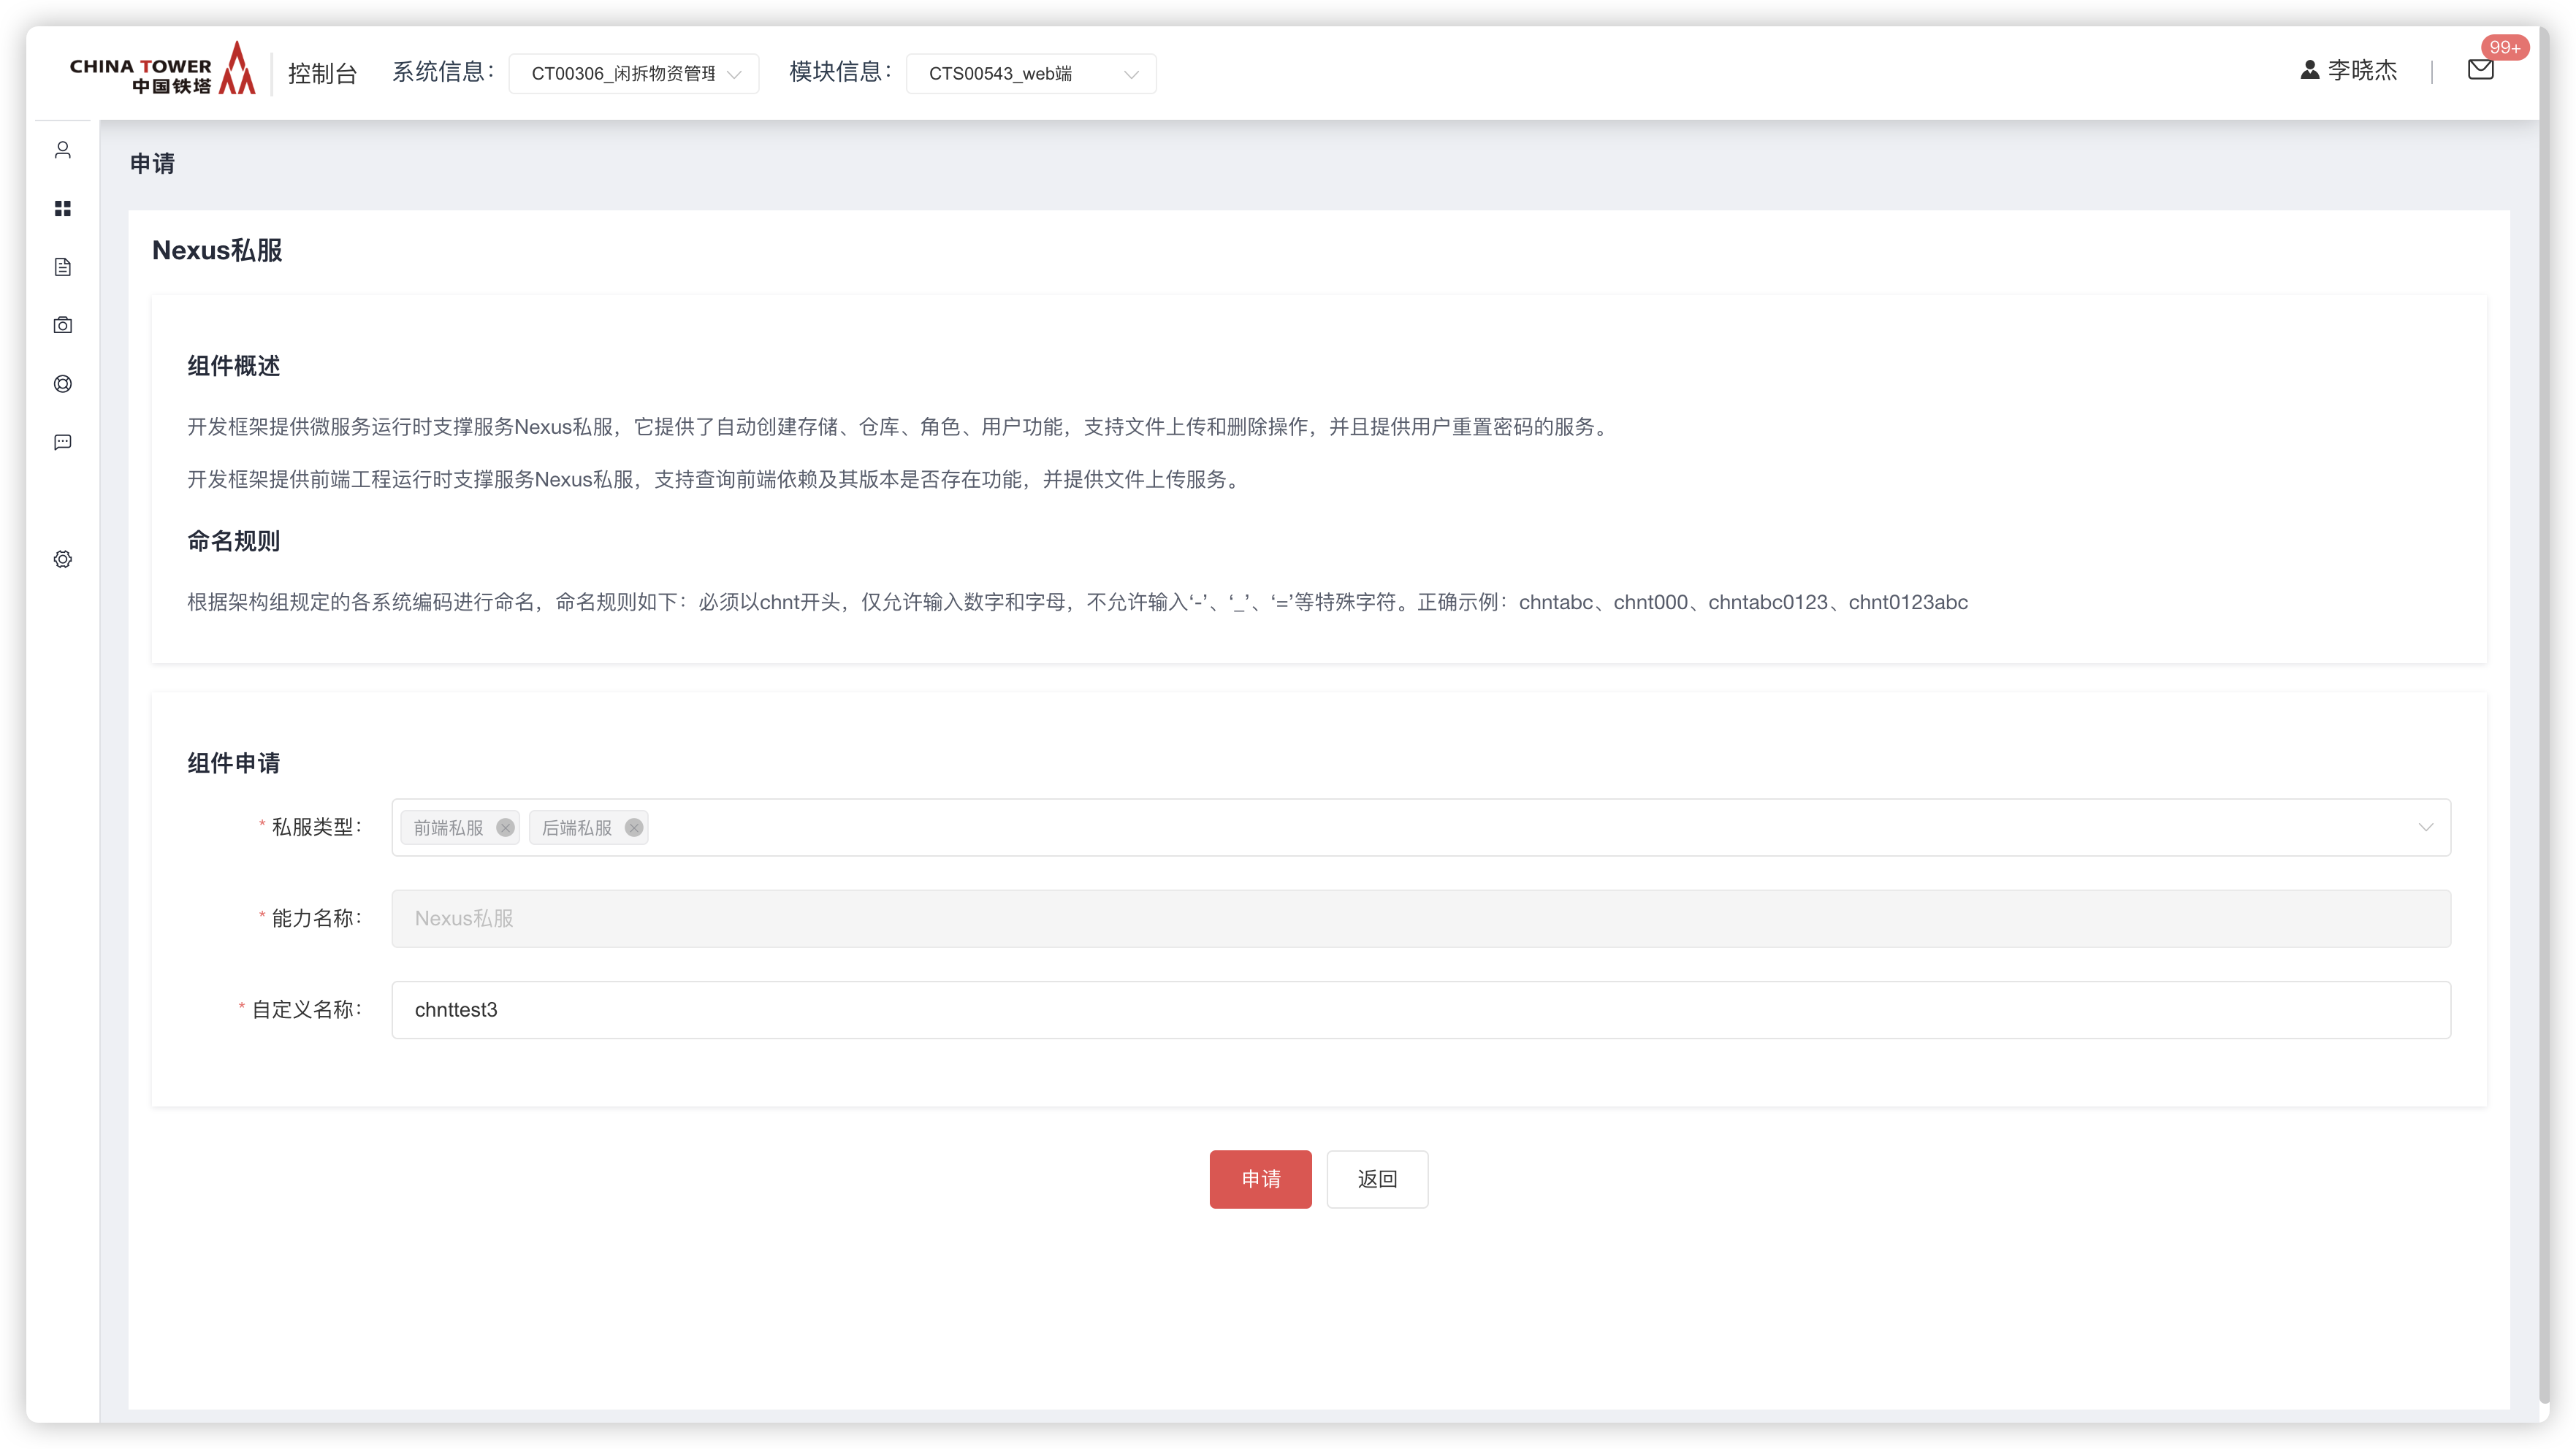 CHINA TOWER
中国铁塔
控制台
系统信息：
CT00306_闲拆物资管理
模块信息：
CTS00543_web端
李晓杰
99+
申请
Nexus私服
组件概述
开发框架提供微服务运行时支撑服务Nexus私服，它提供了自动创建存储、仓库、角色、用户功能，支持文件上传和删除操作，并且提供用户重置密码的服务。
开发框架提供前端工程运行时支撑服务Nexus私服，支持查询前端依赖及其版本是否存在功能，并提供文件上传服务。
命名规则
根据架构组规定的各系统编码进行命名，命名规则如下：必须以chnt开头，仅允许输入数字和字母，不允许输入‘-’、‘_’、‘=’等特殊字符。正确示例：chntabc、chnt000、chntabc0123、chnt0123abc
组件申请
* 私服类型：
前端私服
后端私服
* 能力名称：
Nexus私服
* 自定义名称：
chnttest3
申请
返回